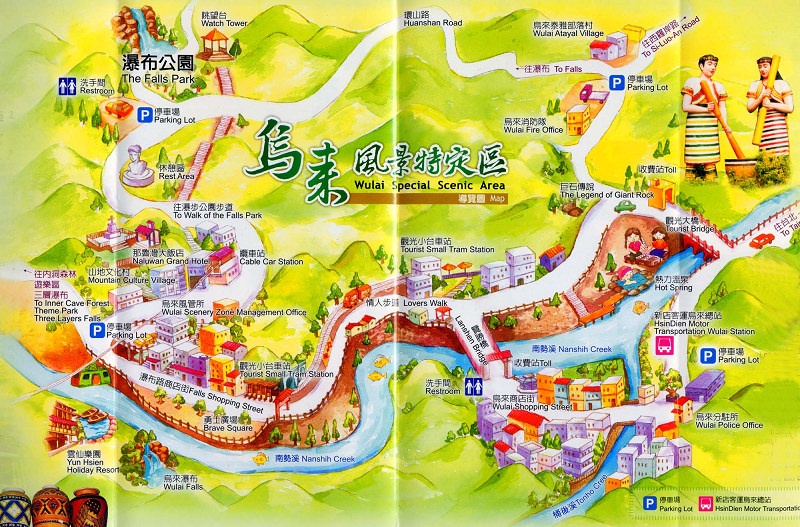 眺望台
Watch Tower
瀑布公園
The Falls Park
洗手間
Restroom
P 停車場
Parking Lot
休憩區
Rest Area
往瀑步公園步道
To Walk of the Falls Park
環山路
Huanshan Road
烏來泰雅部落村
Wulai Atayal Village
往西羅岸路
To Si-Luo-An Road
往瀑布 To Falls
P 停車場
Parking Lot
烏來消防隊
Wulai Fire Office
烏来 風景特定區
Wulai Special Scenic Area
導覽圖 Map
收費站Toll
巨石傳說
The Legend of Giant Rock
觀光大橋
Tourist Bridge
往台北
To Ta
那魯灣大飯店
Naluwan Grand Hotel
纜車站
Cable Car Station
山地文化村
Mountain Culture Village
往內洞森林
遊樂區
三層瀑布
To Inner Cave Forest
Theme Park
Three Layers Falls
烏來風管所
Wulai Scenery Zone Management Office
P 停車場
Parking Lot
觀光小台車站
Tourist Small Tram Station
情人步道 Lovers Walk
熱力溫泉
Hot Spring
新店客運烏來總站
HsinDien Motor
Transportation Wulai Station
攬勝橋
Lanshan Bridge
南勢溪 Nanshih Creek
收費站Toll
P 停車場
Parking Lot
觀光小台車站
Tourist Small Tram Station
瀑布路商店街Falls Shopping Street
洗手間
Restroom
烏來商店街
Wulai Shopping Street
烏來分駐所
Wulai Police Office
勇士廣場
Brave Square
雲仙樂園
Yun Hsien
Holiday Resort
南勢溪 Nanshih Creek
烏來瀑布
Wulai Falls
桶後溪Tonho Cree
P 停車場
Parking Lot
新店客運烏來總站
HsinDien Motor Transportatio